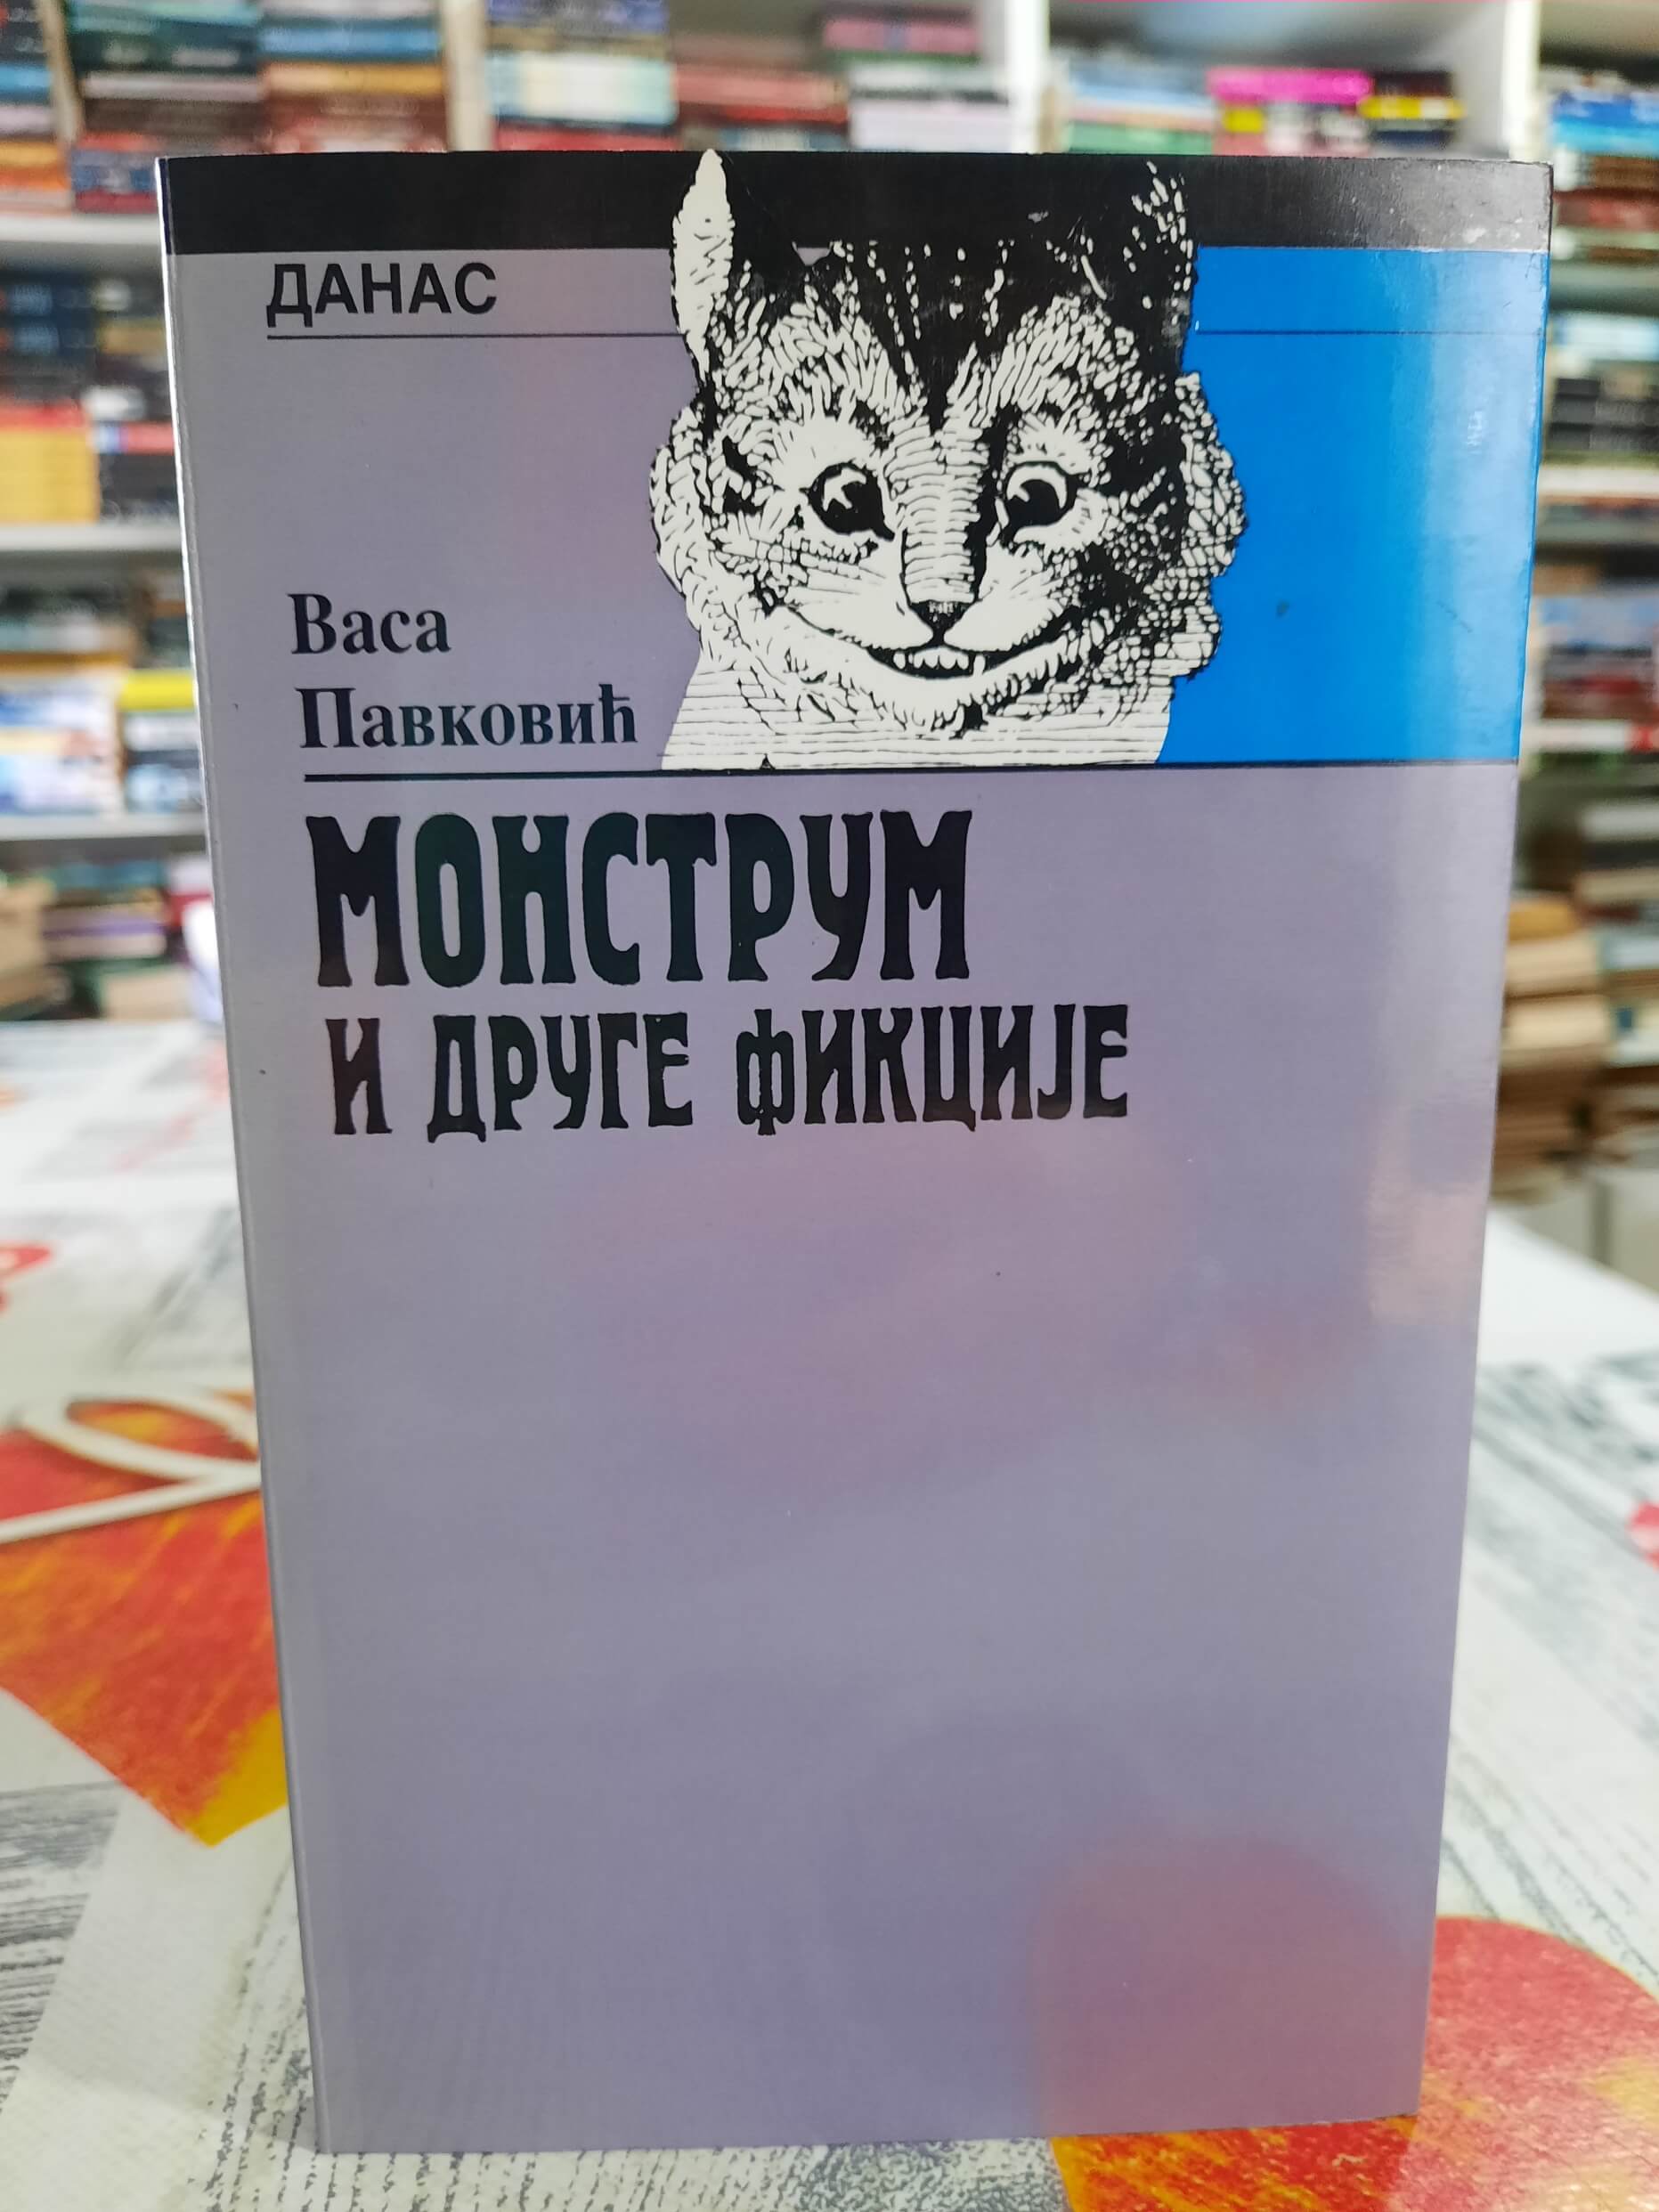 ДАНАС
Васа
Павковић
МОНСТРУМ
И ДРУГЕ ФИКЦИЈЕ